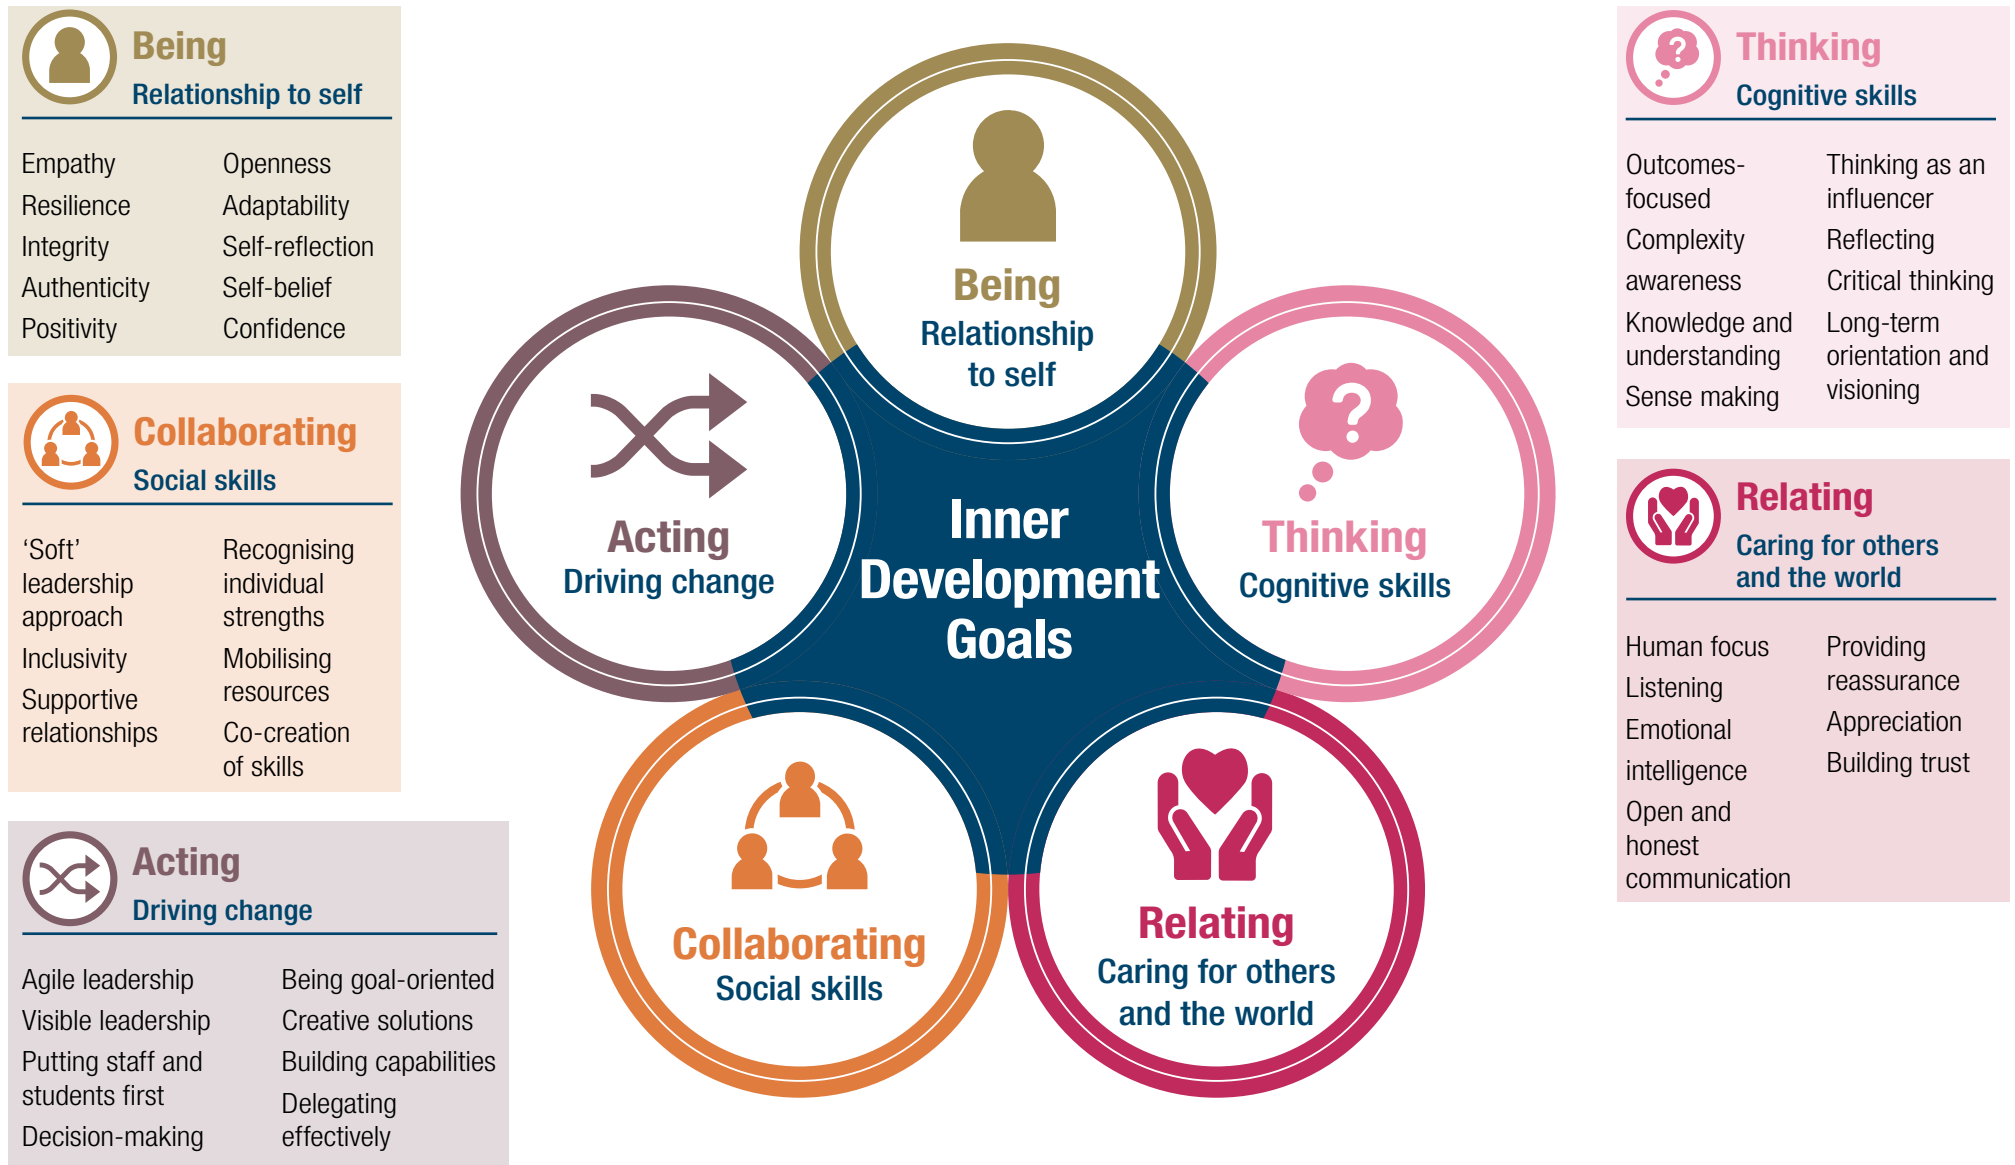 Being
Relationship to self
Empathy
Resilience
Integrity
Authenticity
Positivity
Openness
Adaptability
Self-reflection
Self-belief
Confidence
Collaborating
Social skills
‘Soft’
leadership
approach
Inclusivity
Supportive
relationships
Recognising
individual
strengths
Mobilising
resources
Co-creation
of skills
Acting
Driving change
Agile leadership
Visible leadership
Putting staff and
students first
Decision-making
Being goal-oriented
Creative solutions
Building capabilities
Delegating
effectively
Being
Relationship
to self
Acting
Driving change
Inner
Development
Goals
?
Thinking
Cognitive skills
Collaborating
Social skills
Relating
Caring for others
and the world
?
Thinking
Cognitive skills
Outcomes-
focused
Complexity
awareness
Knowledge and
understanding
Sense making
Thinking as an
influencer
Reflecting
Critical thinking
Long-term
orientation and
visioning
Relating
Caring for others
and the world
Human focus
Listening
Emotional
intelligence
Open and
honest
communication
Providing
reassurance
Appreciation
Building trust